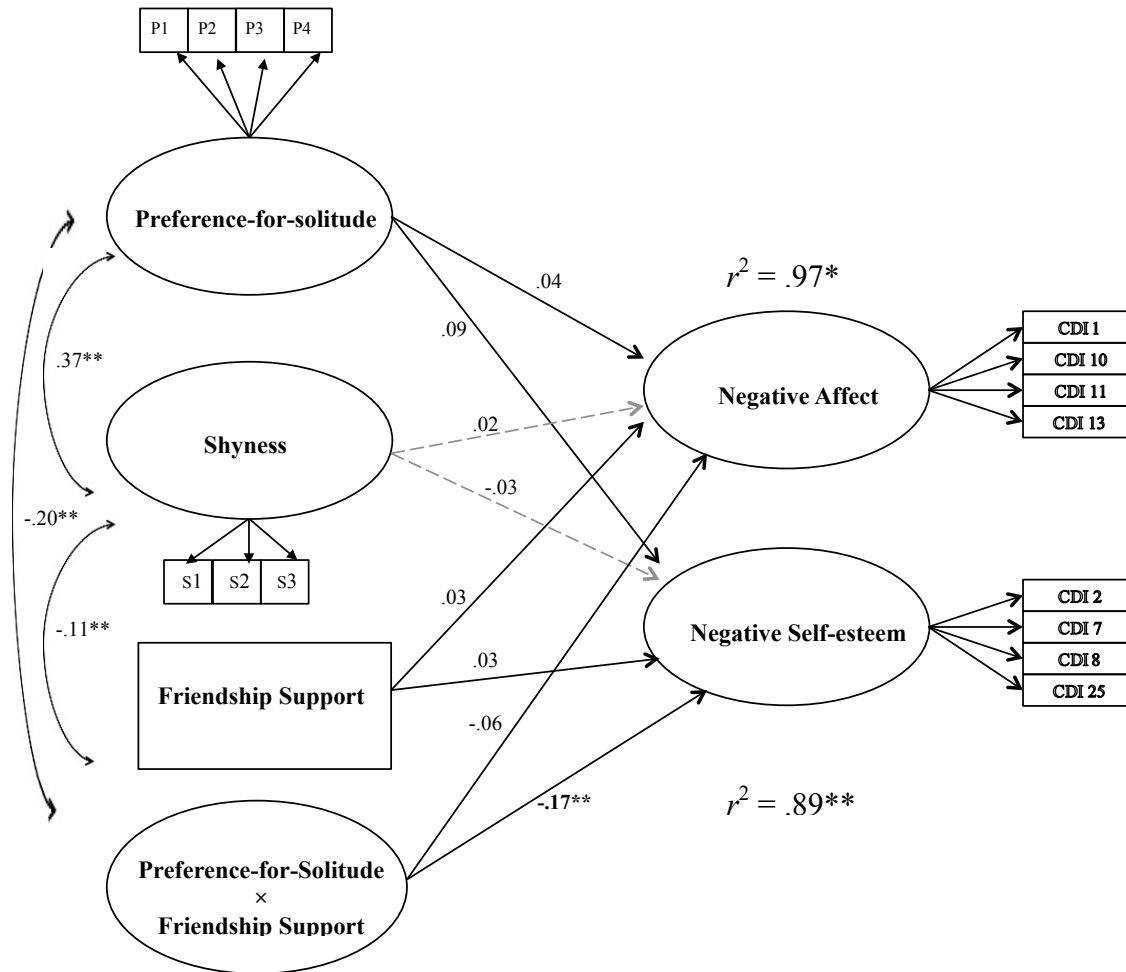 P1 P2 P3 P4
Preference-for-solitude
.04
r² = .97*
.09
CDI 1
CDI 10
CDI 11
CDI 13
.37**
Negative Affect
.02
Shyness
-.03
-.20**
S1 S2 S3
.03
CDI 2
CDI 7
CDI 8
CDI 25
-.11**
Negative Self-esteem
.03
Friendship Support
-.06
-.17**
r² = .89**
Preference-for-Solitude
×
Friendship Support